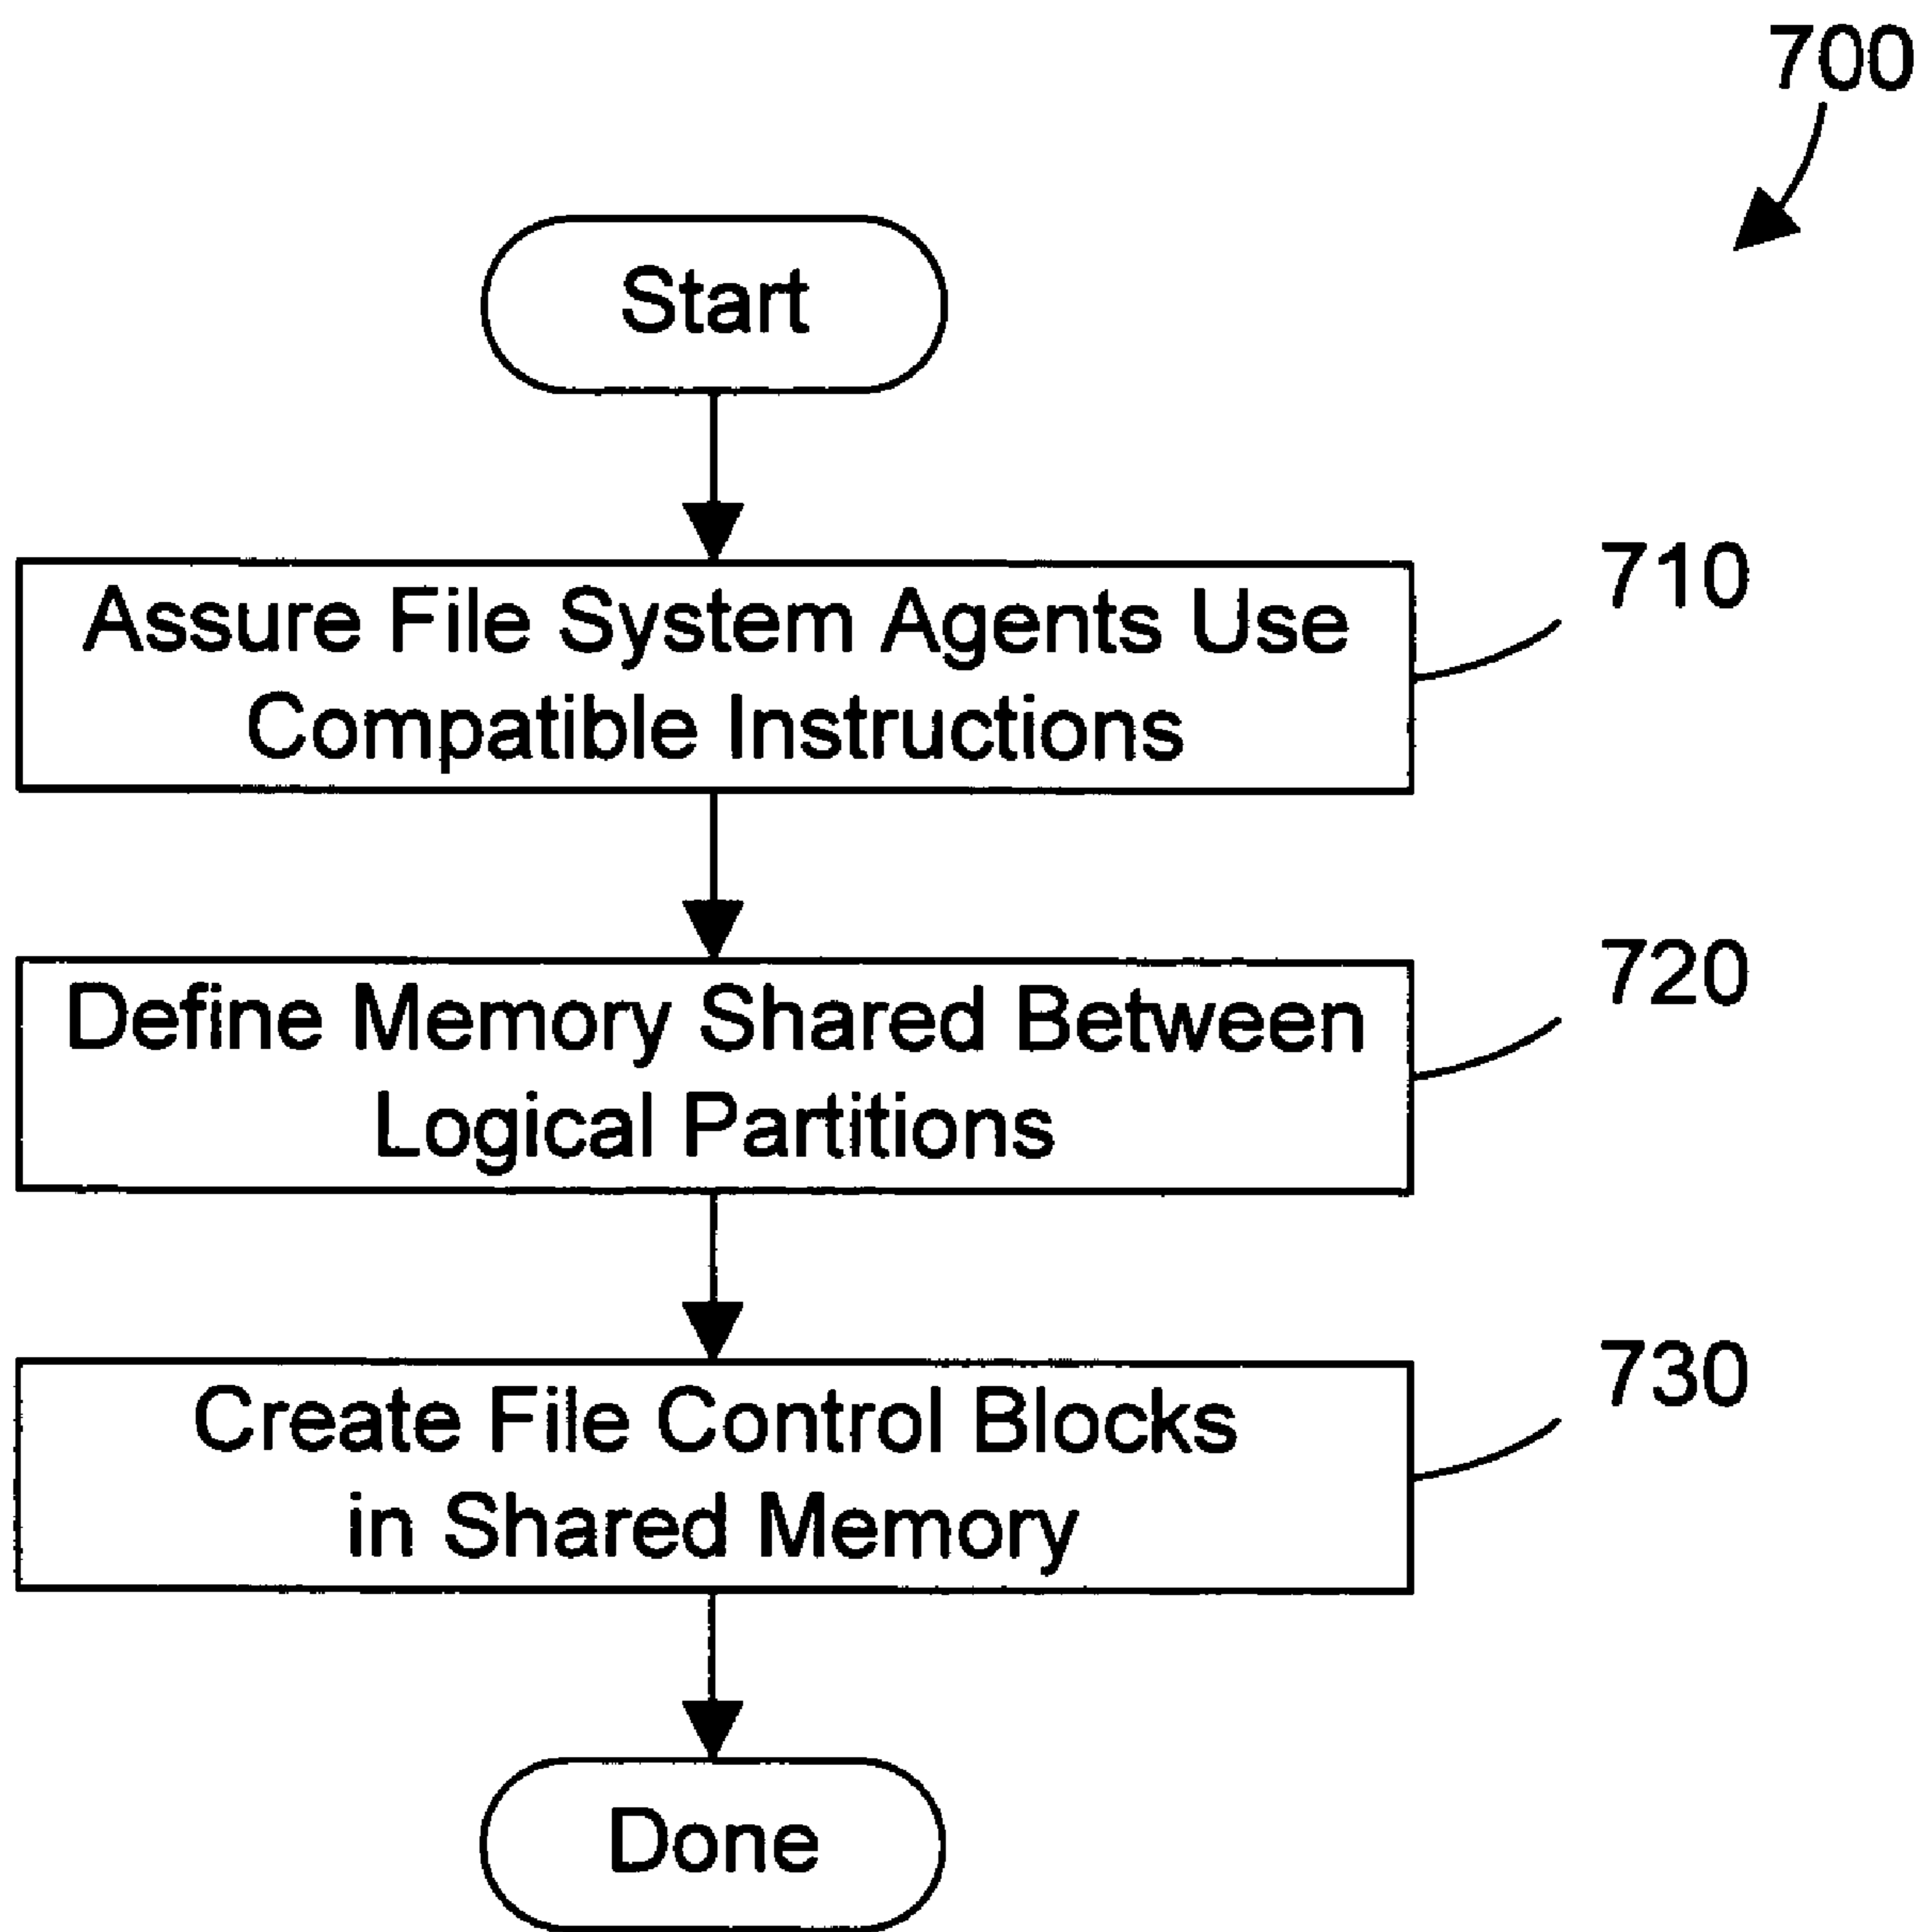 700
Start
Assure File System Agents Use
Compatible Instructions
710
Define Memory Shared Between
Logical Partitions
720
Create File Control Blocks
in Shared Memory
730
Done